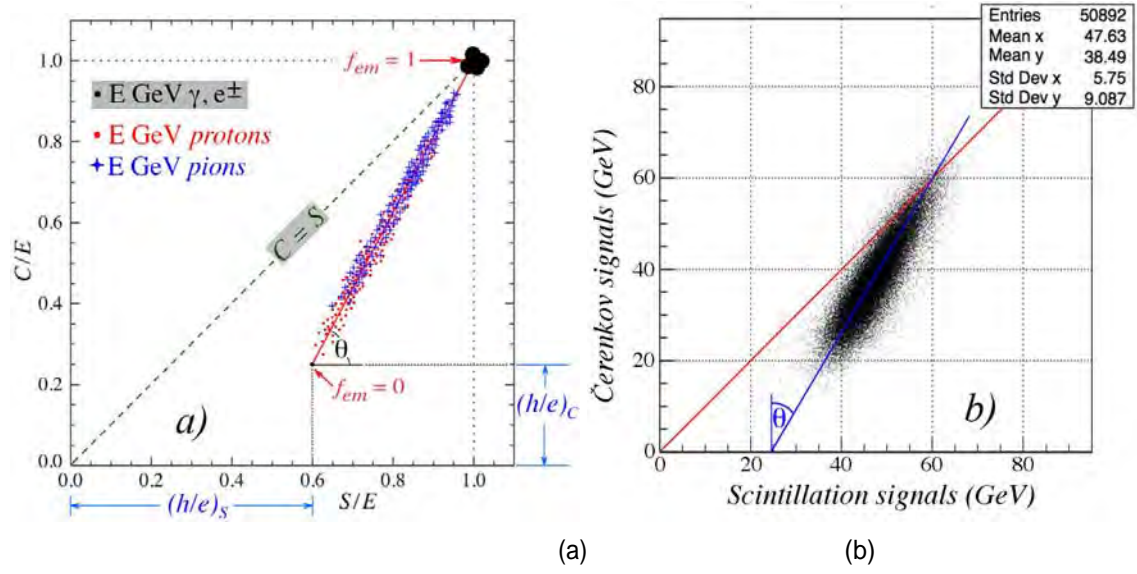 1.0
0.8
0.6
0.4
0.2
0.0
C/E
f_em = 1
• E GeV γ, e±
• E GeV protons
+ E GeV pions
C = S
θ
f_em = 0
(h/e)_C
a)
0.0 0.2 0.4 0.6 0.8 1.0
(h/e)_S
S/E
Entries 50892
Mean x 47.63
Mean y 38.49
Std Dev x 5.75
Std Dev y 9.087
80
60
40
20
0
Čerenkov signals (GeV)
θ
b)
0 20 40 60 80
Scintillation signals (GeV)
(a) (b)